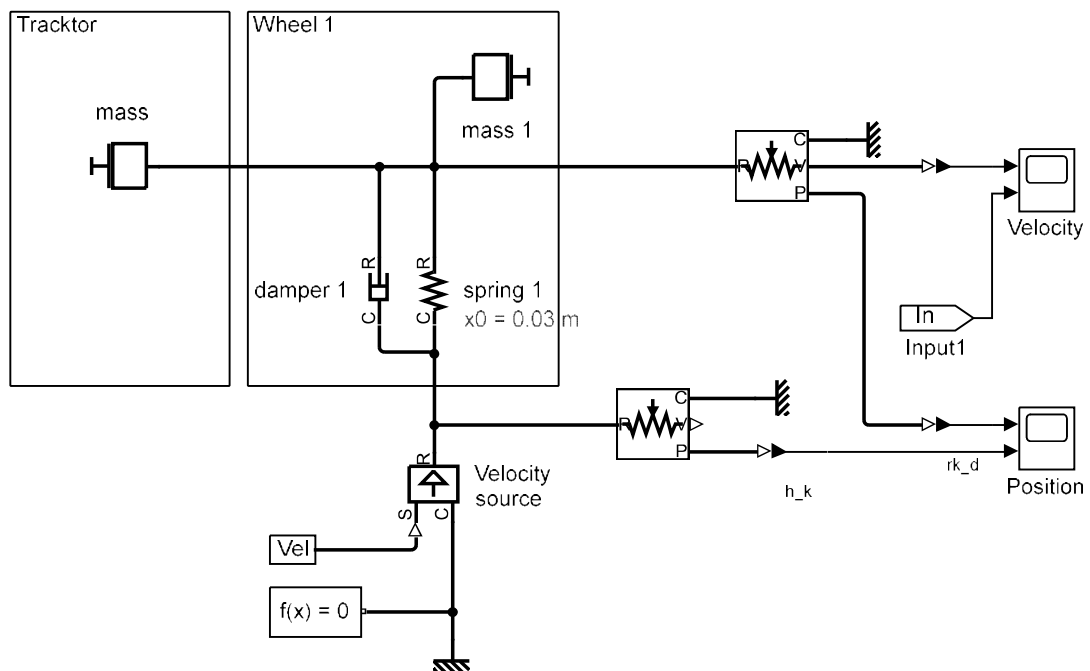 Tracktor
Wheel 1
mass
mass 1
C
R
V
P
Velocity
R
R
damper 1
spring 1
x0 = 0.03 m
C
C
In
Input1
C
R
V
P
rk_d
h_k
Position
R
Velocity
source
S
C
Vel
f(x) = 0